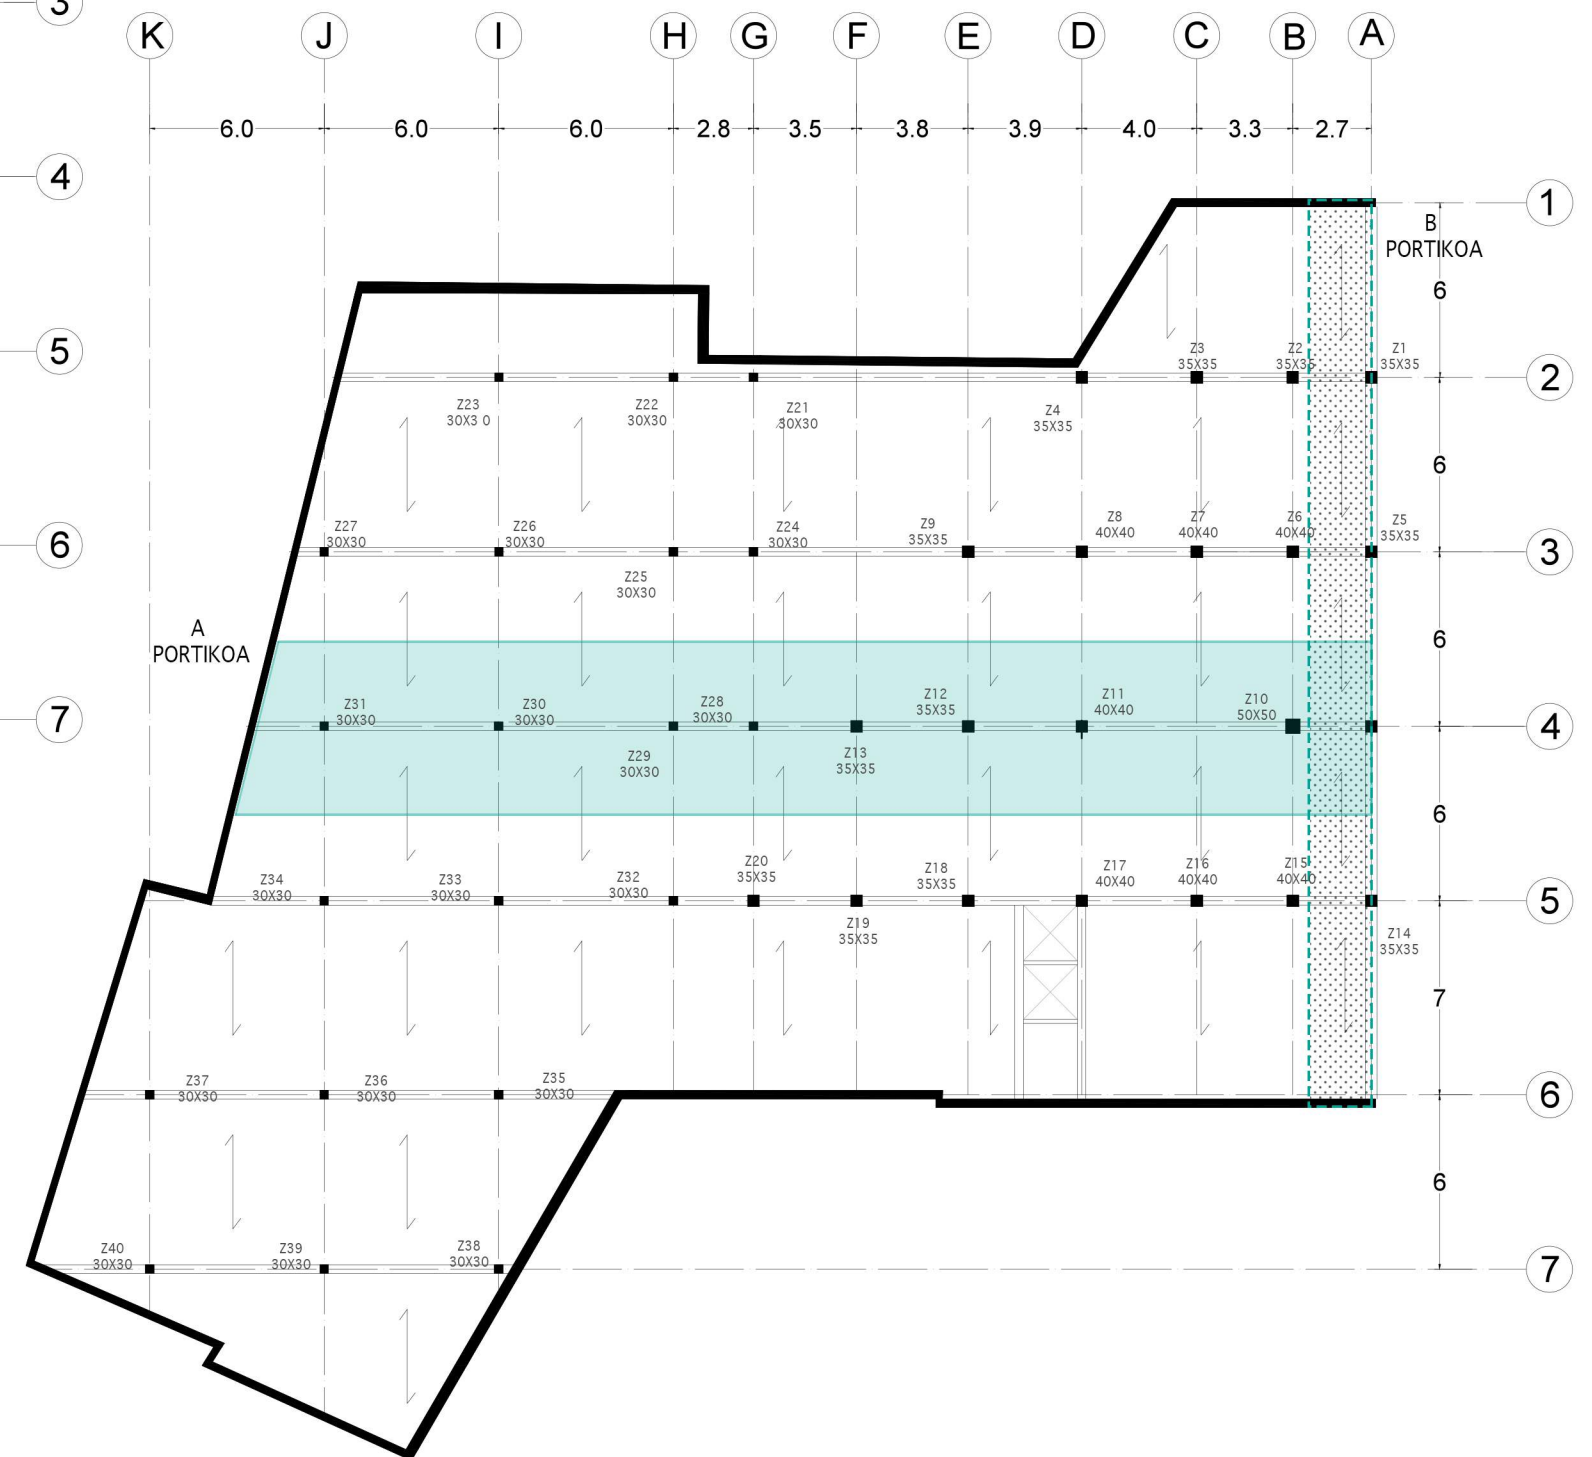 3
K
J
I
H
G
F
E
D
C
B
A
6.0
6.0
6.0
2.8
3.5
3.8
3.9
4.0
3.3
2.7
4
1
B
PORTIKOA
6
5
Z3
35X35
Z2
35X35
Z1
35X35
2
Z23
30X3 0
Z22
30X30
Z21
30X30
Z4
35X35
6
Z27
30X30
Z26
30X30
Z24
30X30
Z9
35X35
Z8
40X40
Z7
40X40
Z6
40X40
Z5
35X35
6
3
Z25
30X30
A
PORTIKOA
6
Z31
30X30
Z30
30X30
Z28
30X30
Z12
35X35
Z11
40X40
Z10
50X50
7
4
Z29
30X30
Z13
35X35
6
Z34
30X30
Z33
30X30
Z32
30X30
Z20
35X35
Z18
35X35
Z17
40X40
Z16
40X40
Z15
40X40
5
Z19
35X35
Z14
35X35
7
Z37
30X30
Z36
30X30
Z35
30X30
6
6
Z40
30X30
Z39
30X30
Z38
30X30
7